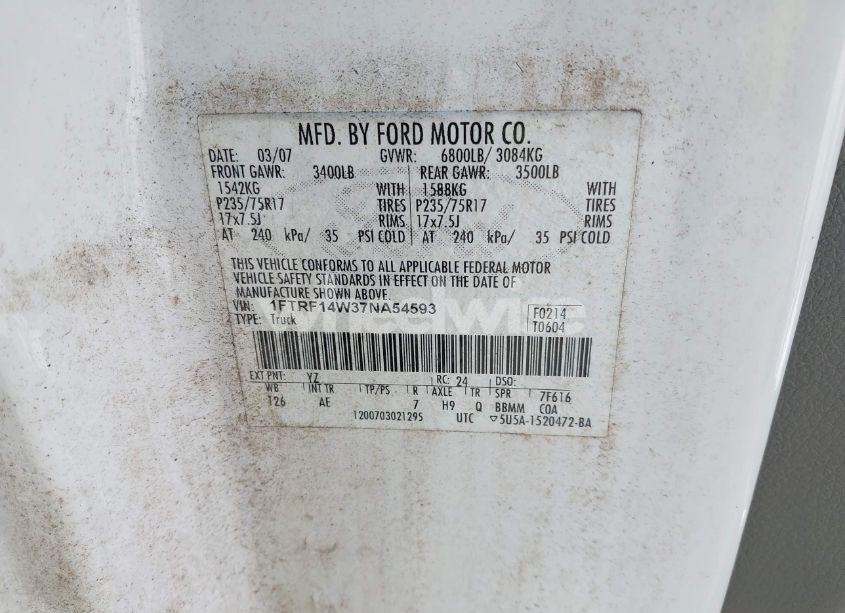 MFD. BY FORD MOTOR CO.
DATE: 03/07 GVWR: 6800LB/ 3084KG
FRONT GAWR: 3400LB REAR GAWR: 3500LB
1542KG WITH 1588KG WITH
P235/75R17 TIRES P235/75R17 TIRES
17x7.5J RIMS 17x7.5J RIMS
AT 240 kPa/ 35 PSI COLD AT 240 kPa/ 35 PSI COLD
THIS VEHICLE CONFORMS TO ALL APPLICABLE FEDERAL MOTOR
VEHICLE SAFETY STANDARDS IN EFFECT ON THE DATE OF
MANUFACTURE SHOWN ABOVE.
VIN: 1FTRF14W37NA54593 F0214
TYPE: Truck T0604
EXT PNT: YZ RC: 24 DSO:
WB INT TR TP/PS R AXLE TR SPR 7F616
126 AE 7 H9 Q BBMM COA
1200703021295 UTC ▽5U5A-1520472-BA